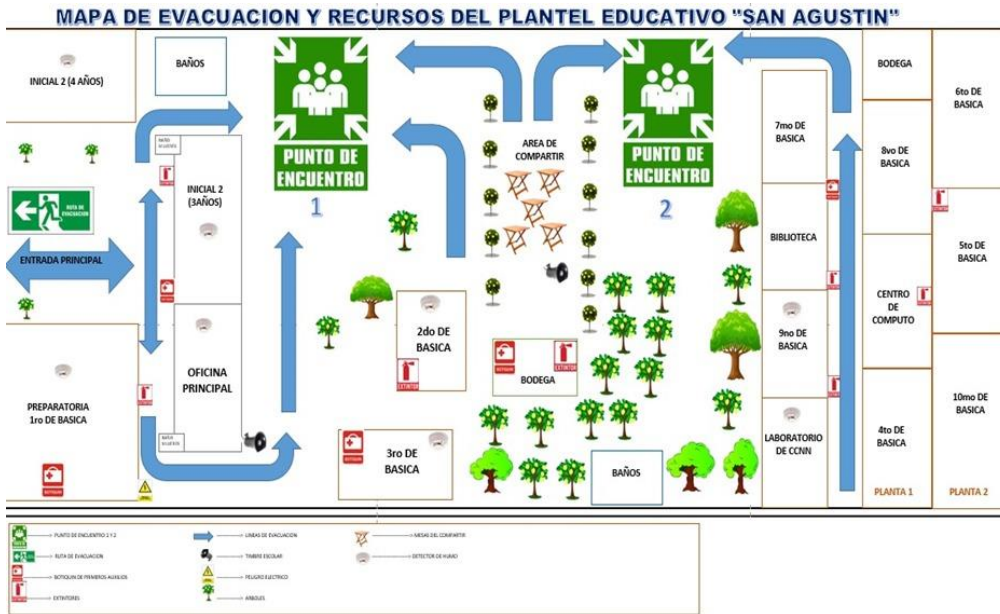 MAPA DE EVACUACION Y RECURSOS DEL PLANTEL EDUCATIVO "SAN AGUSTIN"
INICIAL 2 (4 AÑOS)
BAÑOS
PUNTO DE
ENCUENTRO
1
AREA DE
COMPARTIR
PUNTO DE
ENCUENTRO
2
7mo DE
BASICA
BODEGA
6to DE
BASICA
8vo DE
BASICA
INICIAL 2
(3AÑOS)
RUTA DE
EVACUACION
ENTRADA PRINCIPAL
BIBLIOTECA
5to DE
BASICA
CENTRO
DE
COMPUTO
9no DE
BASICA
2do DE
BASICA
EXTINTOR
OFICINA
PRINCIPAL
BOTIQUIN
EXTINTOR
BODEGA
PREPARATORIA
1ro DE BASICA
BOTIQUIN
BOTIQUIN
3ro DE
BASICA
BAÑOS
LABORATORIO
DE CCNN
4to DE
BASICA
10mo DE
BASICA
PLANTA 1
PLANTA 2
PUNTO DE ENCUENTRO 1 Y 2
LINEAS DE EVACUACION
MESAS DEL COMPARTIR
RUTA DE EVACUACION
TIMBRE ESCOLAR
DETECTOR DE HUMO
BOTIQUIN DE PRIMEROS AUXILIOS
PELIGRO ELECTRICO
EXTINTORES
ARBOLES